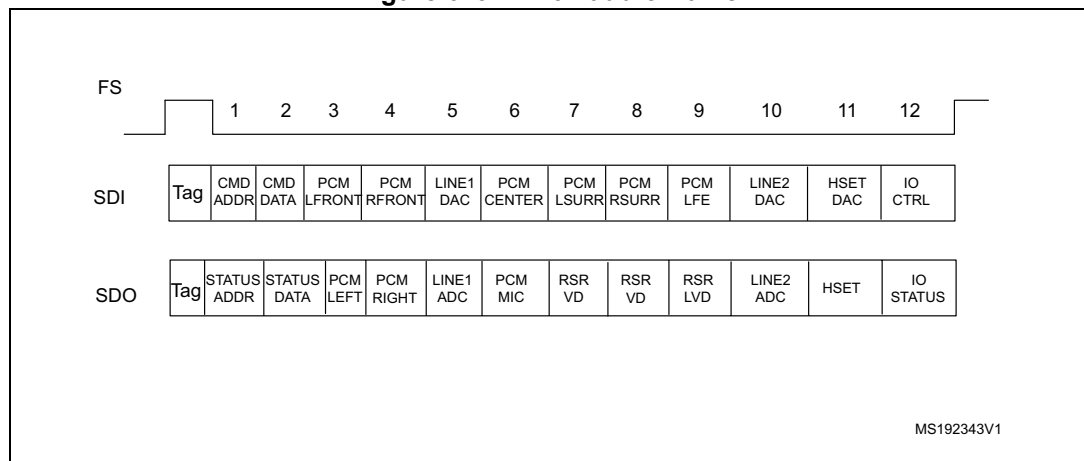 FS
1 2 3 4 5 6 7 8 9 10 11 12
SDI
Tag
CMD
ADDR
CMD
DATA
PCM
LFRONT
PCM
RFRONT
LINE1
DAC
PCM
CENTER
PCM
LSURR
PCM
RSURR
PCM
LFE
LINE2
DAC
HSET
DAC
IO
CTRL
SDO
Tag
STATUS
ADDR
STATUS
DATA
PCM
LEFT
PCM
RIGHT
LINE1
ADC
PCM
MIC
RSR
VD
RSR
VD
RSR
LVD
LINE2
ADC
HSET
IO
STATUS
MS192343V1